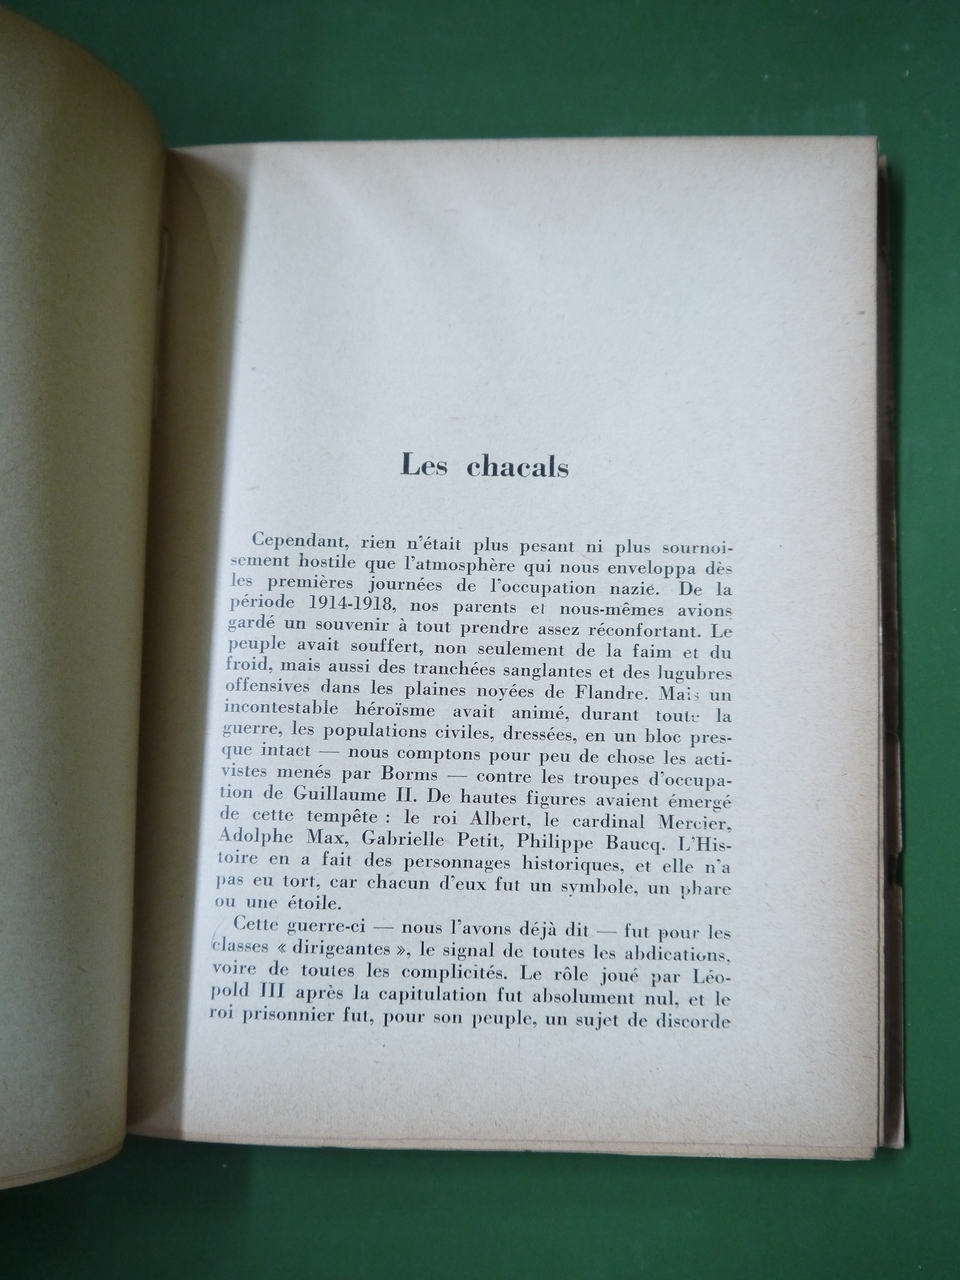 Les chacals
Cependant, rien n'était plus pesant ni plus sournoi-
sement hostile que l'atmosphère qui nous enveloppa dès
les premières journées de l'occupation nazie. De la
période 1914-1918, nos parents et nous-mêmes avions
gardé un souvenir à tout prendre assez réconfortant. Le
peuple avait souffert, non seulement de la faim et du
froid, mais aussi des tranchées sanglantes et des lugubres
offensives dans les plaines noyées de Flandre. Mais un
incontestable héroïsme avait animé, durant toute la
guerre, les populations civiles, dressées, en un bloc pres-
que intact — nous comptons pour peu de chose les acti-
vistes menés par Borms — contre les troupes d'occupa-
tion de Guillaume II. De hautes figures avaient émergé
de cette tempête : le roi Albert, le cardinal Mercier,
Adolphe Max, Gabrielle Petit, Philippe Baucq. L'His-
toire en a fait des personnages historiques, et elle n'a
pas eu tort, car chacun d'eux fut un symbole, un phare
ou une étoile.
Cette guerre-ci — nous l'avons déjà dit — fut pour les
classes « dirigeantes », le signal de toutes les abdications,
voire de toutes les complicités. Le rôle joué par Léo-
pold III après la capitulation fut absolument nul, et le
roi prisonnier fut, pour son peuple, un sujet de discorde